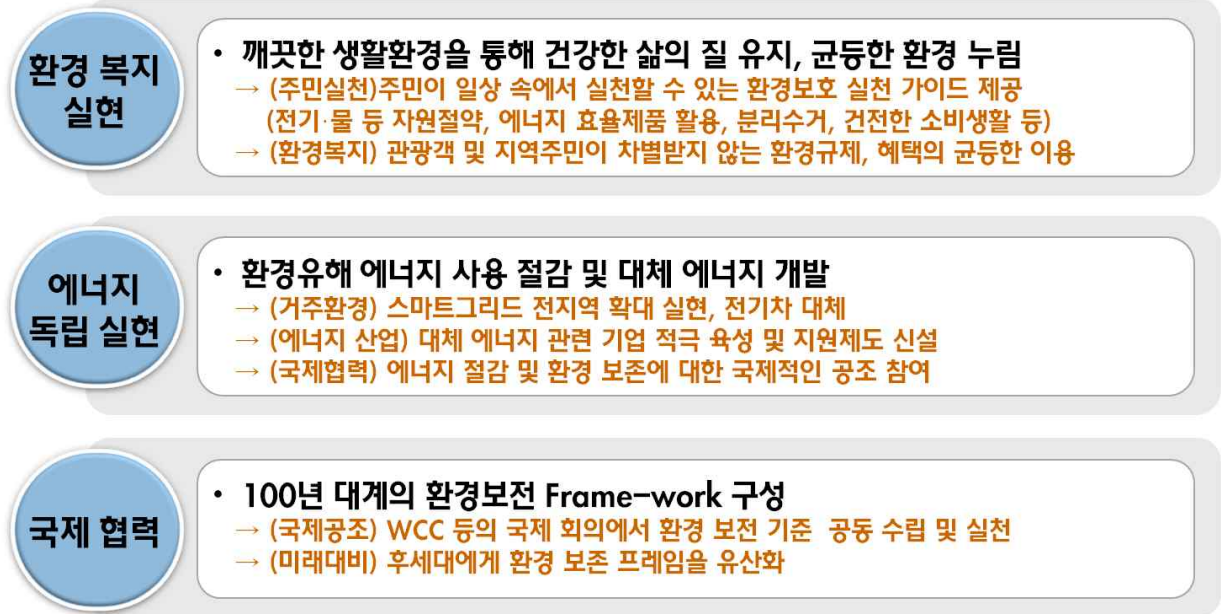 환경 복지
실현
• 깨끗한 생활환경을 통해 건강한 삶의 질 유지, 균등한 환경 누림
→ (주민실천)주민이 일상 속에서 실천할 수 있는 환경보호 실천 가이드 제공
(전기·물 등 자원절약, 에너지 효율제품 활용, 분리수거, 건전한 소비생활 등)
→ (환경복지) 관광객 및 지역주민이 차별받지 않는 환경규제, 혜택의 균등한 이용
에너지
독립 실현
• 환경유해 에너지 사용 절감 및 대체 에너지 개발
→ (거주환경) 스마트그리드 전지역 확대 실현, 전기차 대체
→ (에너지 산업) 대체 에너지 관련 기업 적극 육성 및 지원제도 신설
→ (국제협력) 에너지 절감 및 환경 보존에 대한 국제적인 공조 참여
국제 협력
• 100년 대계의 환경보전 Frame-work 구성
→ (국제공조) WCC 등의 국제 회의에서 환경 보전 기준 공동 수립 및 실천
→ (미래대비) 후세대에게 환경 보존 프레임을 유산화